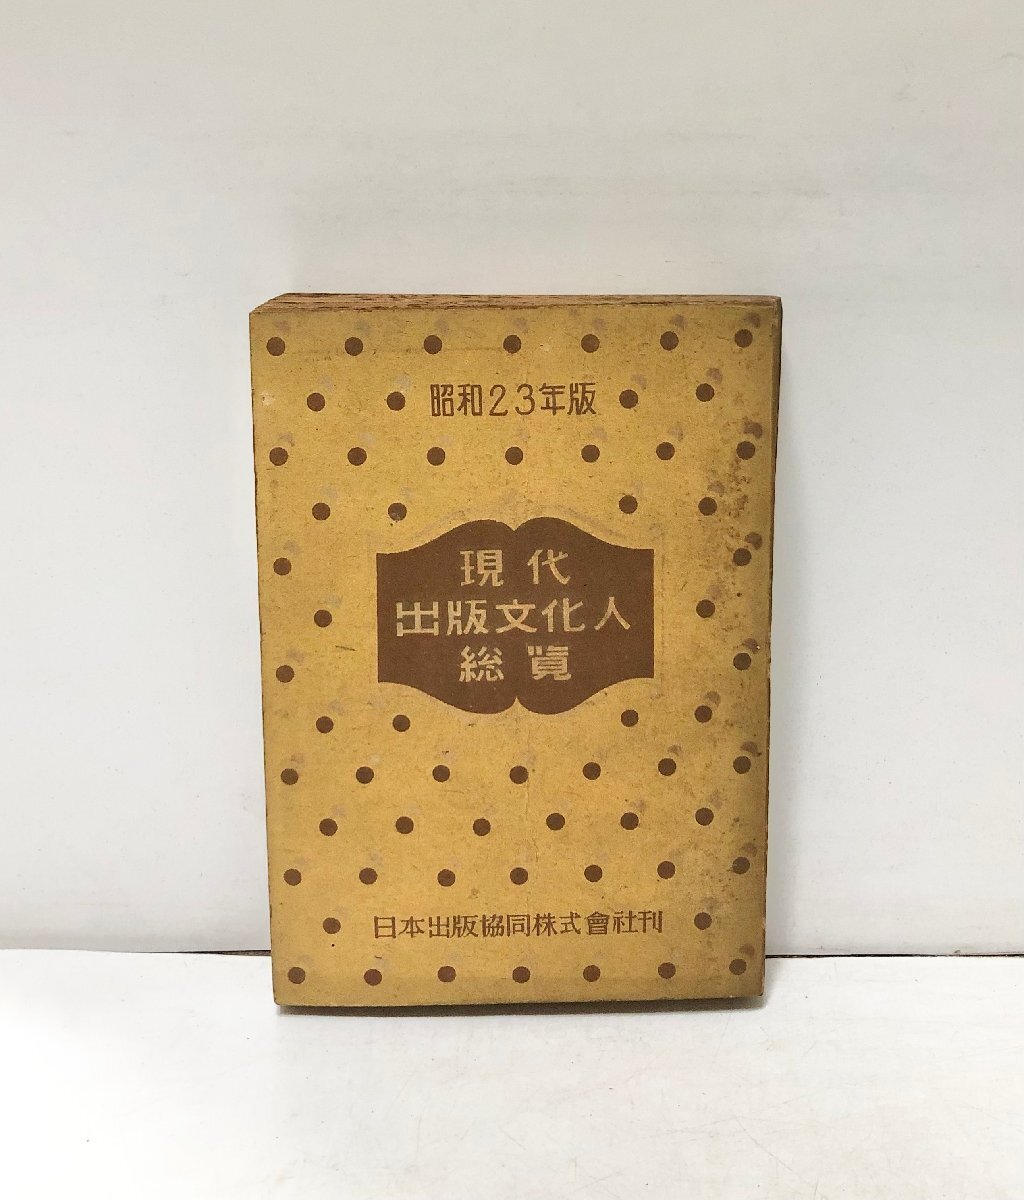 昭和23年版
現代
出版文化人
総覧
日本出版協同株式會社刊